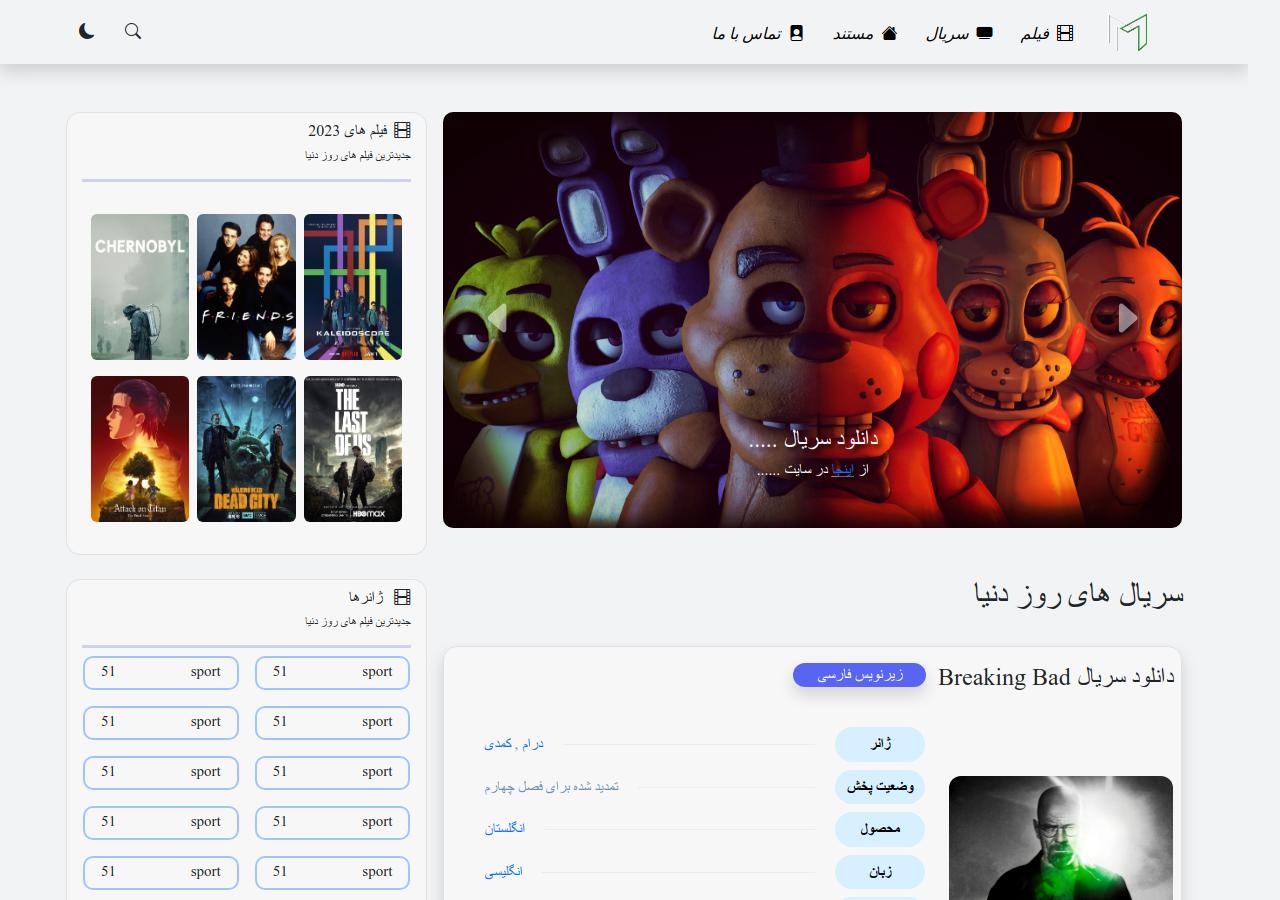 فیلم
سریال
مستند
تماس با ما
دانلود سریال .....
از اینجا در سایت ......
سریال های روز دنیا
دانلود سریال Breaking Bad
زیرنویس فارسی
ژانر
درام , کمدی
وضعیت پخش
تمدید شده برای فصل چهارم
محصول
انگلستان
زبان
انگلیسی
فیلم های 2023
جدیدترین فیلم های روز دنیا
KALEIDOSCOPE
FRIENDS
CHERNOBYL
THE
LAST
OF US
HBOmax
DEAD CITY
Attack on Titan
ژانرها
جدیدترین فیلم های روز دنیا
sport 51
sport 51
sport 51
sport 51
sport 51
sport 51
sport 51
sport 51
sport 51
sport 51